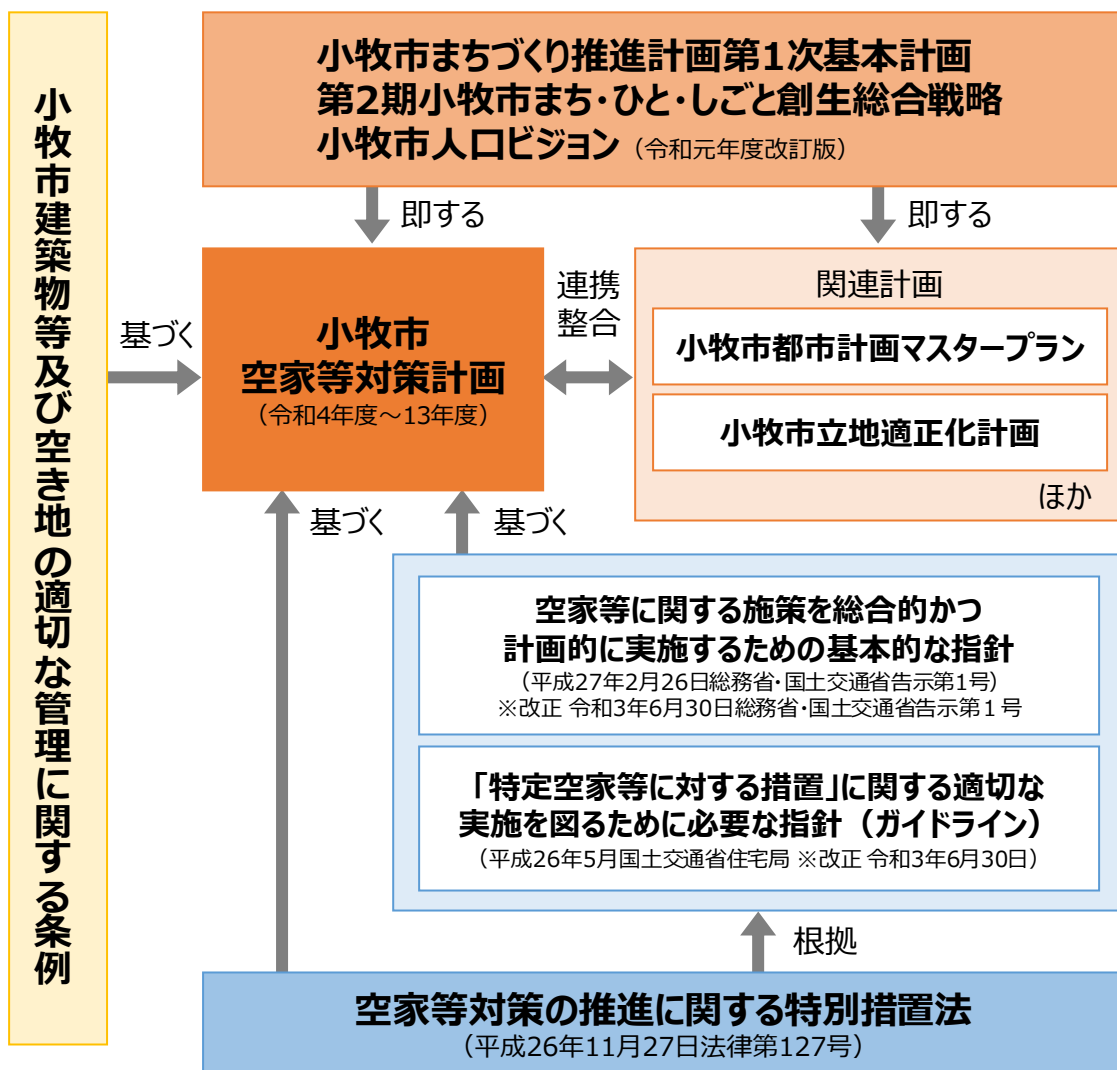 小牧市建築物等及び空き地の適切な管理に関する条例
小牧市まちづくり推進計画第1次基本計画
第2期小牧市まち・ひと・しごと創生総合戦略
小牧市人口ビジョン（令和元年度改訂版）
即する
即する
基づく
小牧市
空家等対策計画
（令和4年度～13年度）
連携
整合
関連計画
小牧市都市計画マスタープラン
小牧市立地適正化計画
ほか
基づく
基づく
空家等に関する施策を総合的かつ
計画的に実施するための基本的な指針
（平成27年2月26日総務省・国土交通省告示第1号）
※改正 令和3年6月30日総務省・国土交通省告示第１号
「特定空家等に対する措置」に関する適切な
実施を図るために必要な指針（ガイドライン）
（平成26年5月国土交通省住宅局 ※改正 令和3年6月30日）
根拠
空家等対策の推進に関する特別措置法
（平成26年11月27日法律第127号）